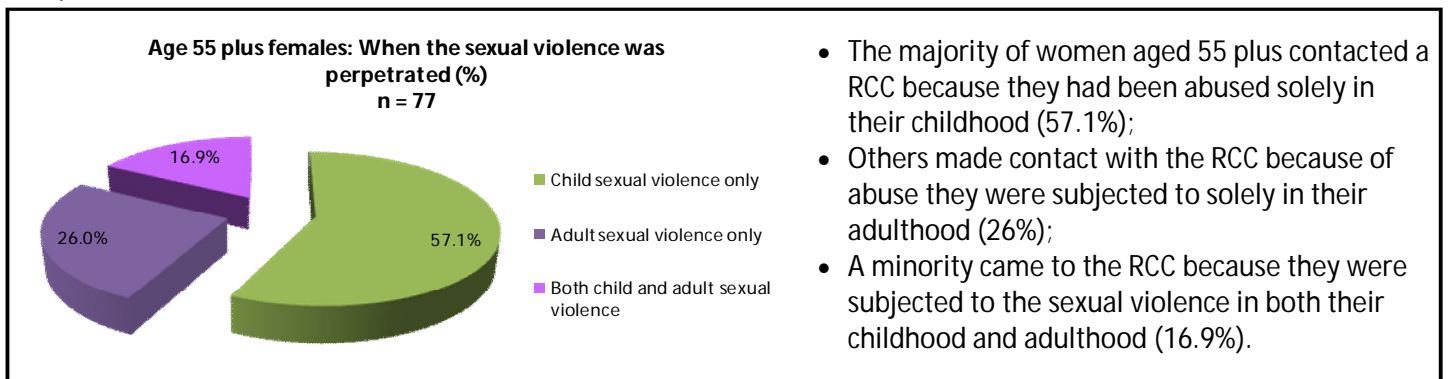 Age 55 plus females: When the sexual violence was
perpetrated (%)
n = 77
16.9%
26.0%
57.1%
Child sexual violence only
Adult sexual violence only
Both child and adult sexual
violence
• The majority of women aged 55 plus contacted a
RCC because they had been abused solely in
their childhood (57.1%);
• Others made contact with the RCC because of
abuse they were subjected to solely in their
adulthood (26%);
• A minority came to the RCC because they were
subjected to the sexual violence in both their
childhood and adulthood (16.9%).